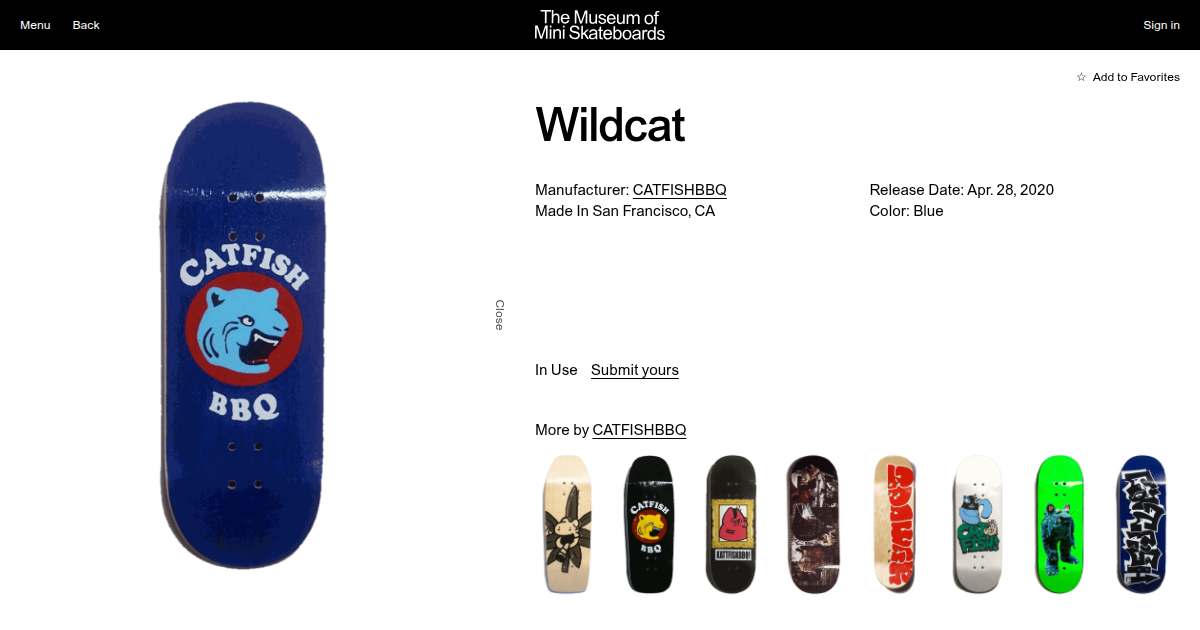 Menu
Back
The Museum of
Mini Skateboards
Sign in
☆ Add to Favorites
Wildcat
Manufacturer: CATFISHBBQ
Made In San Francisco, CA
Release Date: Apr. 28, 2020
Color: Blue
CATFISH
BBQ
Close
In Use Submit yours
More by CATFISHBBQ
CATFISH
BBQ